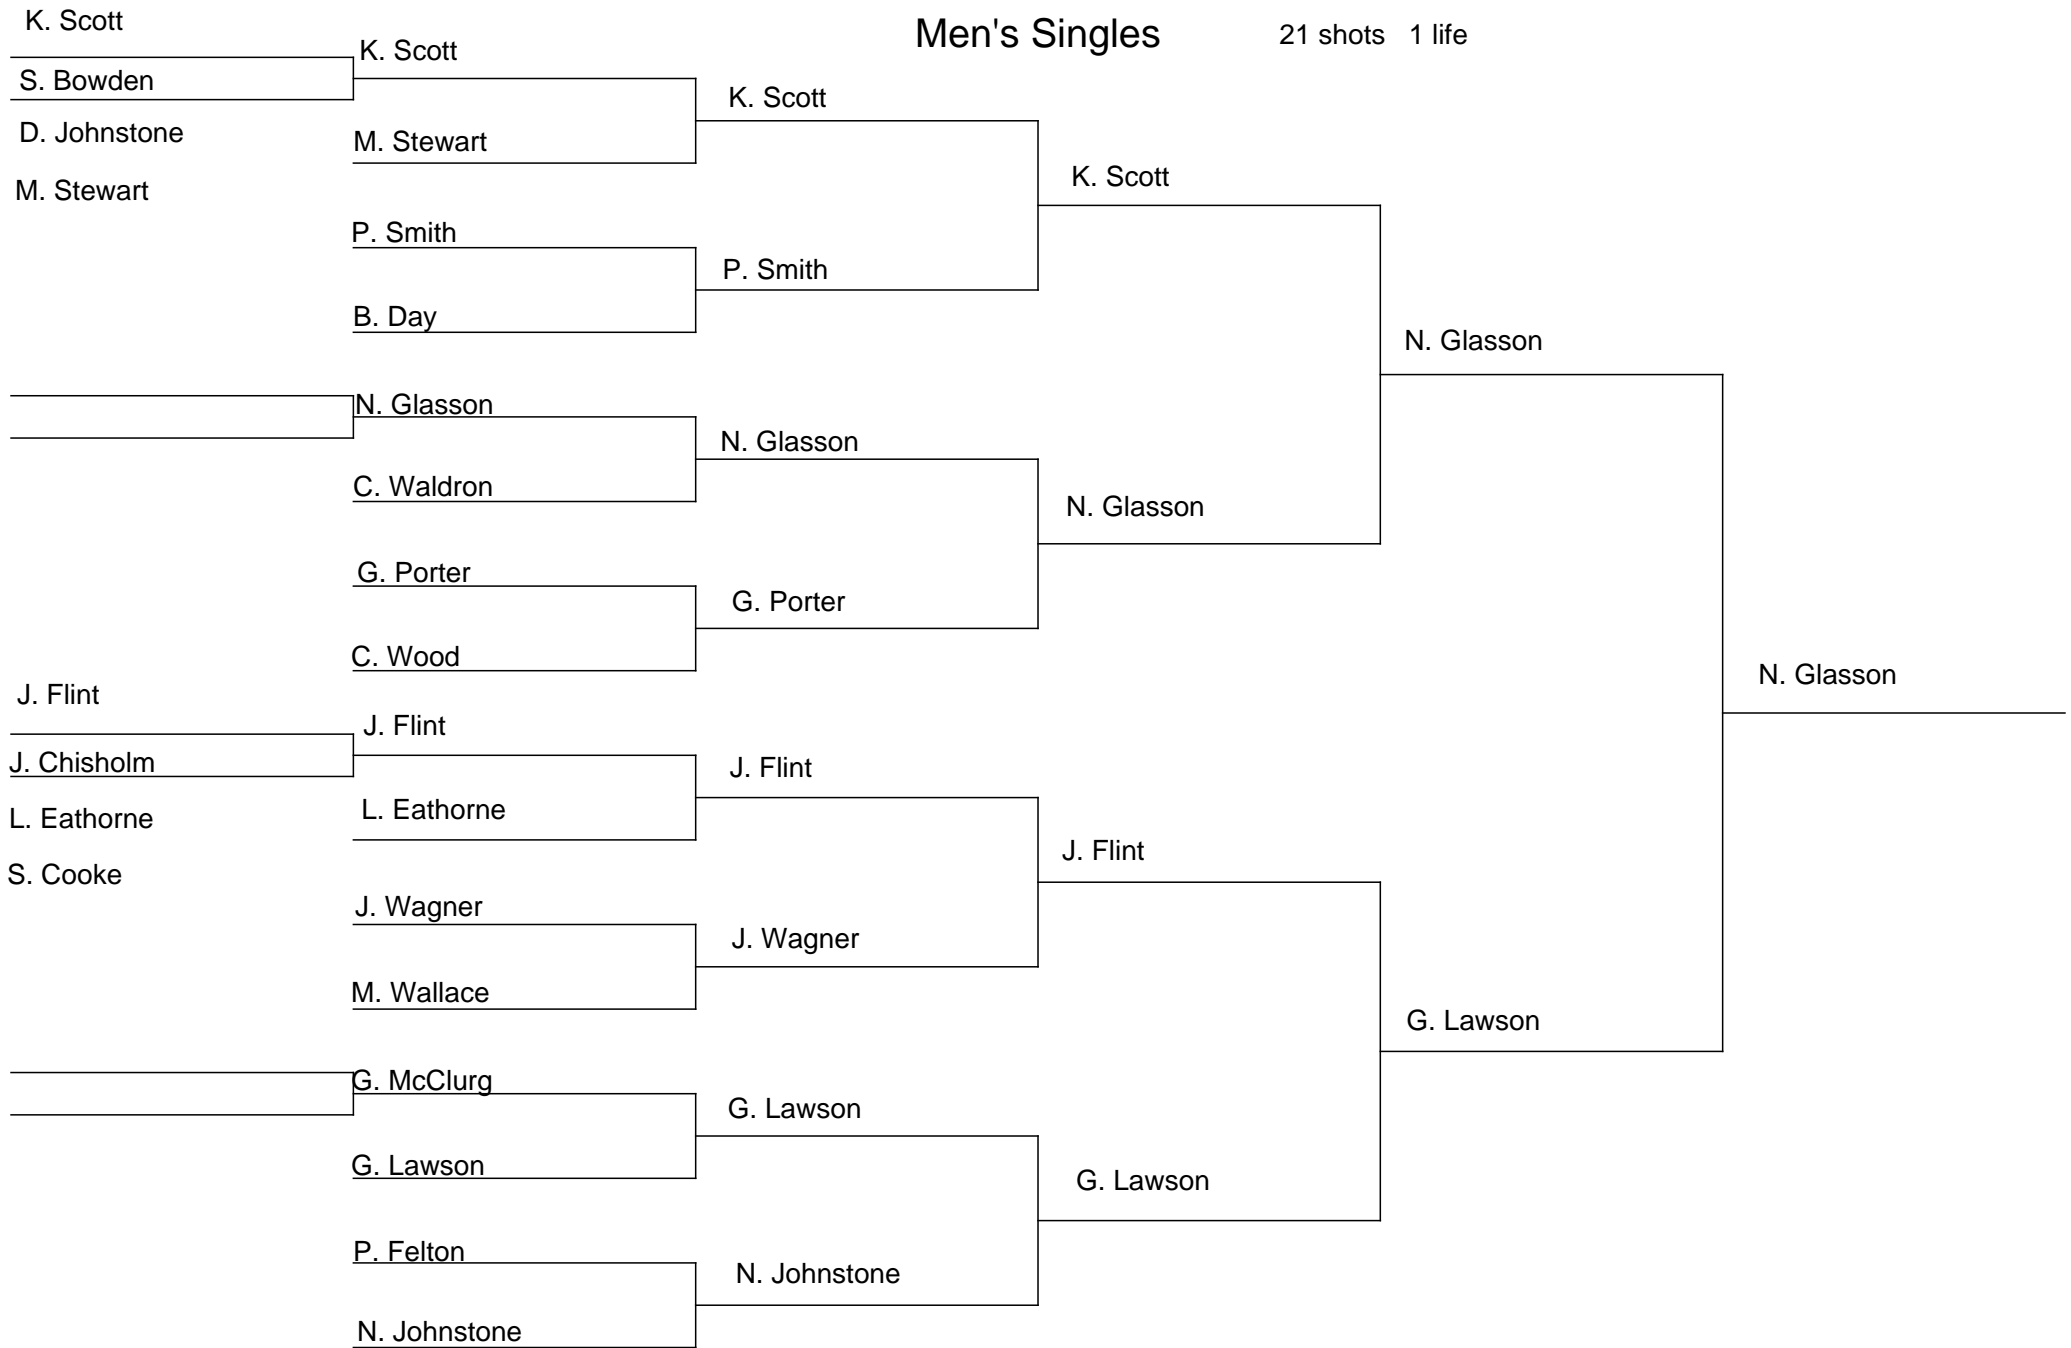 Men's Singles 21 shots 1 life
K. Scott
S. Bowden
D. Johnstone
M. Stewart
J. Flint
J. Chisholm
L. Eathorne
S. Cooke
K. Scott
M. Stewart
P. Smith
B. Day
N. Glasson
C. Waldron
G. Porter
C. Wood
J. Flint
L. Eathorne
J. Wagner
M. Wallace
G. McClurg
G. Lawson
P. Felton
N. Johnstone
K. Scott
P. Smith
N. Glasson
G. Porter
J. Flint
J. Wagner
G. Lawson
N. Johnstone
K. Scott
N. Glasson
J. Flint
G. Lawson
N. Glasson
G. Lawson
N. Glasson